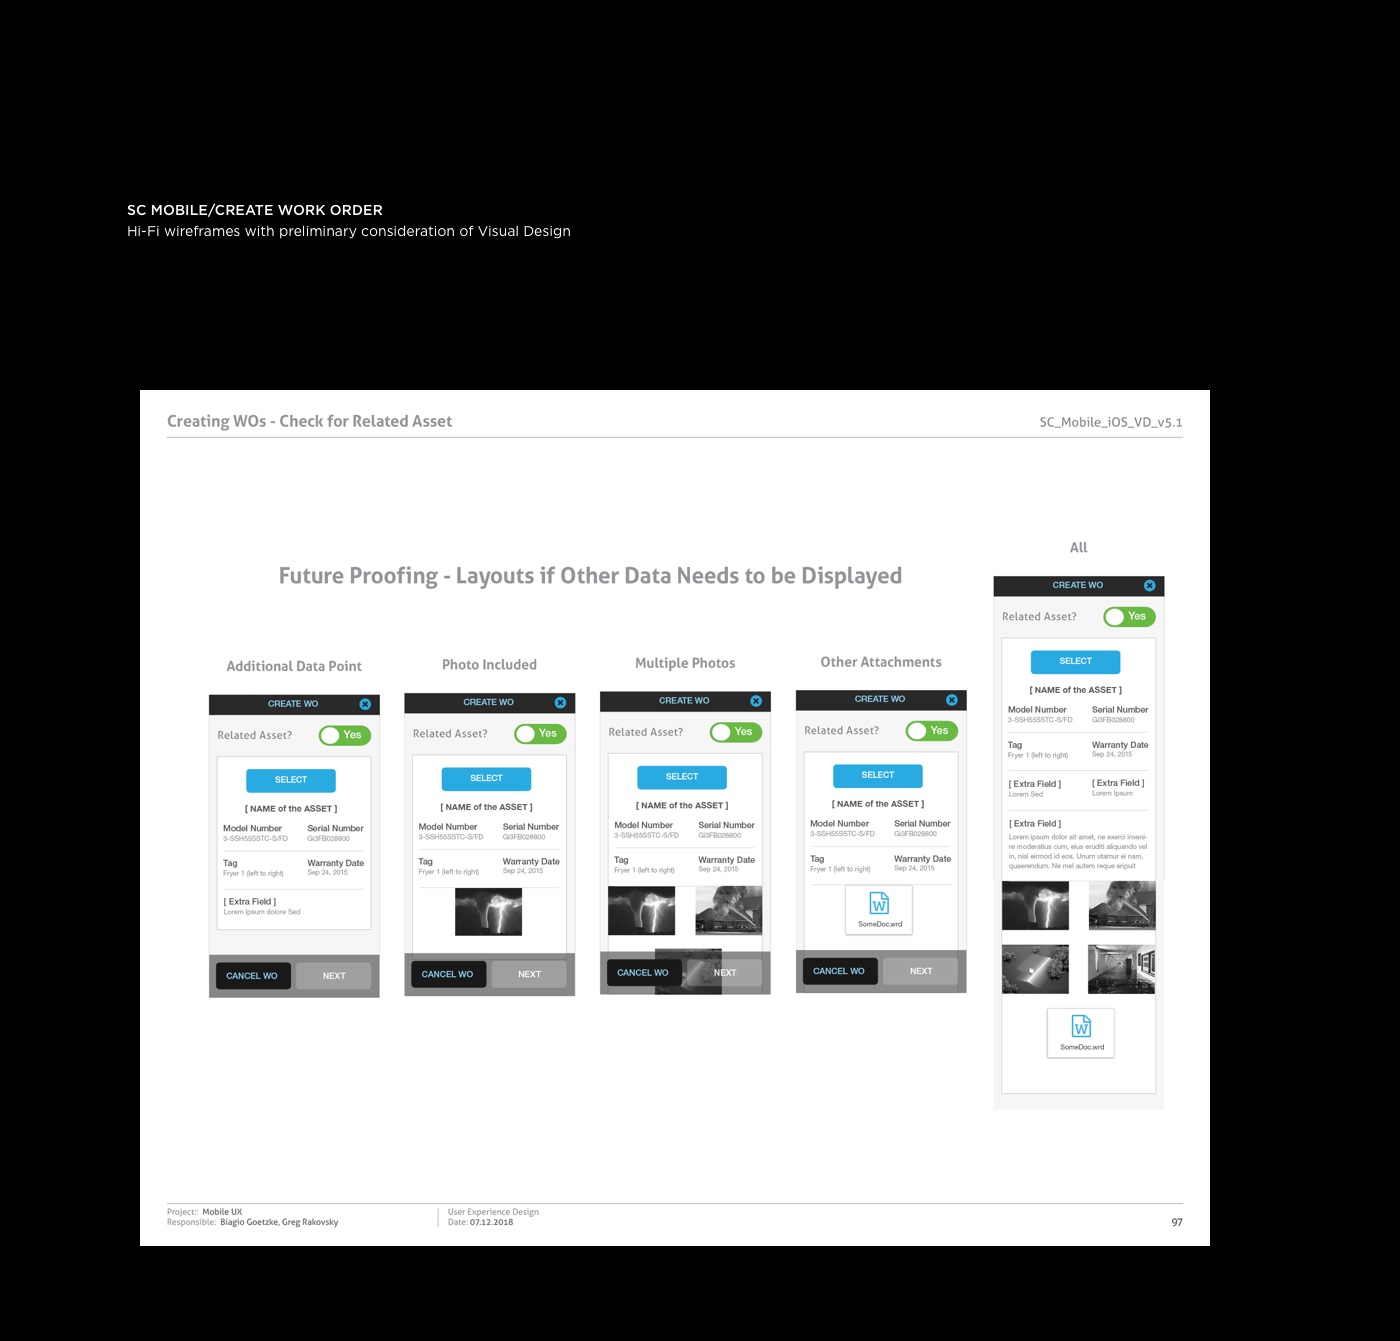 SC MOBILE/CREATE WORK ORDER
Hi-Fi wireframes with preliminary consideration of Visual Design
Creating WOs - Check for Related Asset
SC_Mobile_iOS_VD_v5.1
Future Proofing - Layouts if Other Data Needs to be Displayed
Additional Data Point
CREATE WO
Related Asset?
Yes
SELECT
[ NAME of the ASSET ]
Model Number
Serial Number
3-SSH55SSTC-S/FD
GI3FB028800
Tag
Warranty Date
Fryer 1 (left to right)
Sep 24, 2015
[ Extra Field ]
Lorem Ipsum dolore Sed
CANCEL WO
NEXT
Photo Included
CREATE WO
Related Asset?
Yes
SELECT
[ NAME of the ASSET ]
Model Number
Serial Number
3-SSH55SSTC-S/FD
GI3FB028800
Tag
Warranty Date
Fryer 1 (left to right)
Sep 24, 2015
CANCEL WO
NEXT
Multiple Photos
CREATE WO
Related Asset?
Yes
SELECT
[ NAME of the ASSET ]
Model Number
Serial Number
3-SSH55SSTC-S/FD
GI3FB028800
Tag
Warranty Date
Fryer 1 (left to right)
Sep 24, 2015
CANCEL WO
NEXT
Other Attachments
CREATE WO
Related Asset?
Yes
SELECT
[ NAME of the ASSET ]
Model Number
Serial Number
3-SSH55SSTC-S/FD
GI3FB028800
Tag
Warranty Date
Fryer 1 (left to right)
Sep 24, 2015
W
SomeDoc.wrd
CANCEL WO
NEXT
All
CREATE WO
Related Asset?
Yes
SELECT
[ NAME of the ASSET ]
Model Number
Serial Number
3-SSH55SSTC-S/FD
GI3FB028800
Tag
Warranty Date
Fryer 1 (left to right)
Sep 24, 2015
[ Extra Field ]
[ Extra Field ]
Lorem Sed
Lorem Ipsum
[ Extra Field ]
Lorem ipsum dolor sit amet, ne exerci inveni-
re moderatius cum, eius eruditi aliquando vel
in, nisl eirmod id eos. Unum utamur ei nam,
quaerendum. Ne mel autem reque eripuit
W
SomeDoc.wrd
Project:: Mobile UX
Responsible: Biagio Goetzke, Greg Rakovsky
User Experience Design
Date: 07.12.2018
97